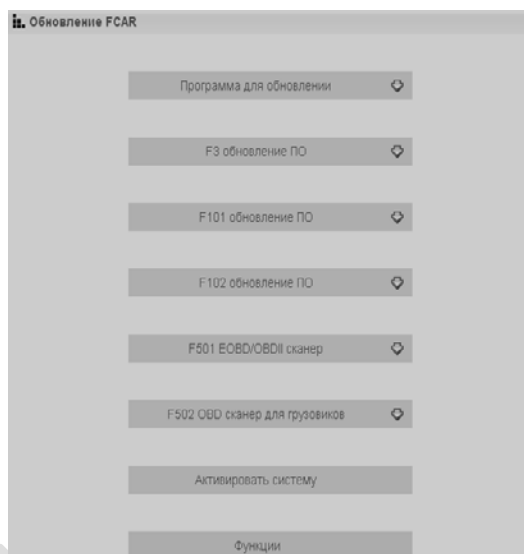 Обновление FCAR
Программа для обновлении
F3 обновление ПО
F101 обновление ПО
F102 обновление ПО
F501 EOBD/OBDII сканер
F502 OBD сканер для грузовиков
Активировать систему
Функции